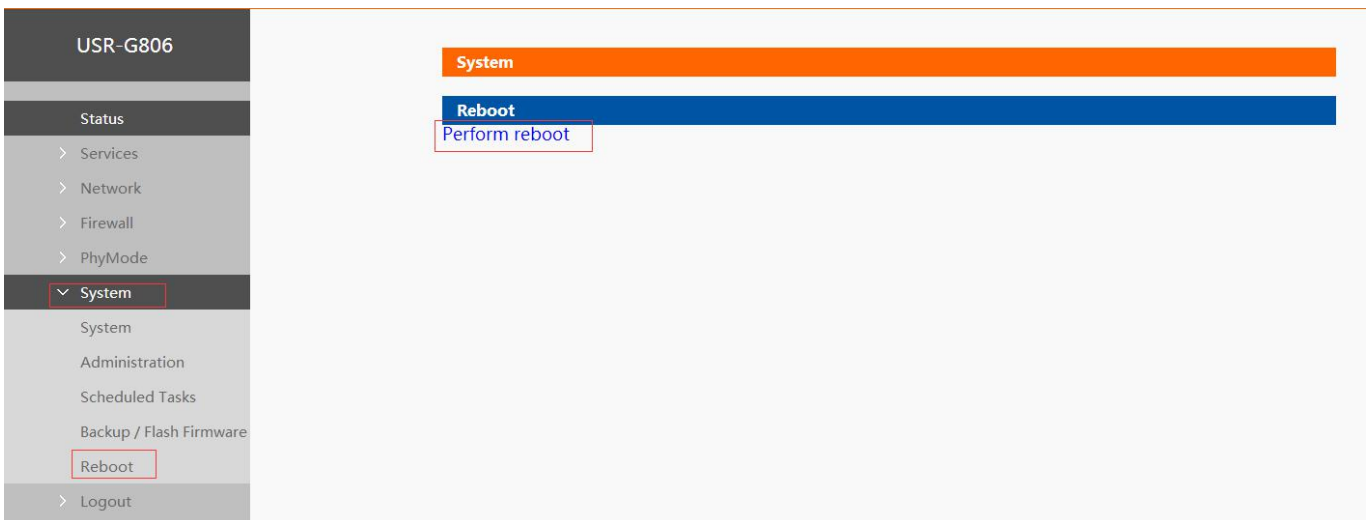 USR-G806
Status
Services
Network
Firewall
PhyMode
System
System
Administration
Scheduled Tasks
Backup / Flash Firmware
Reboot
Logout
System
Reboot
Perform reboot